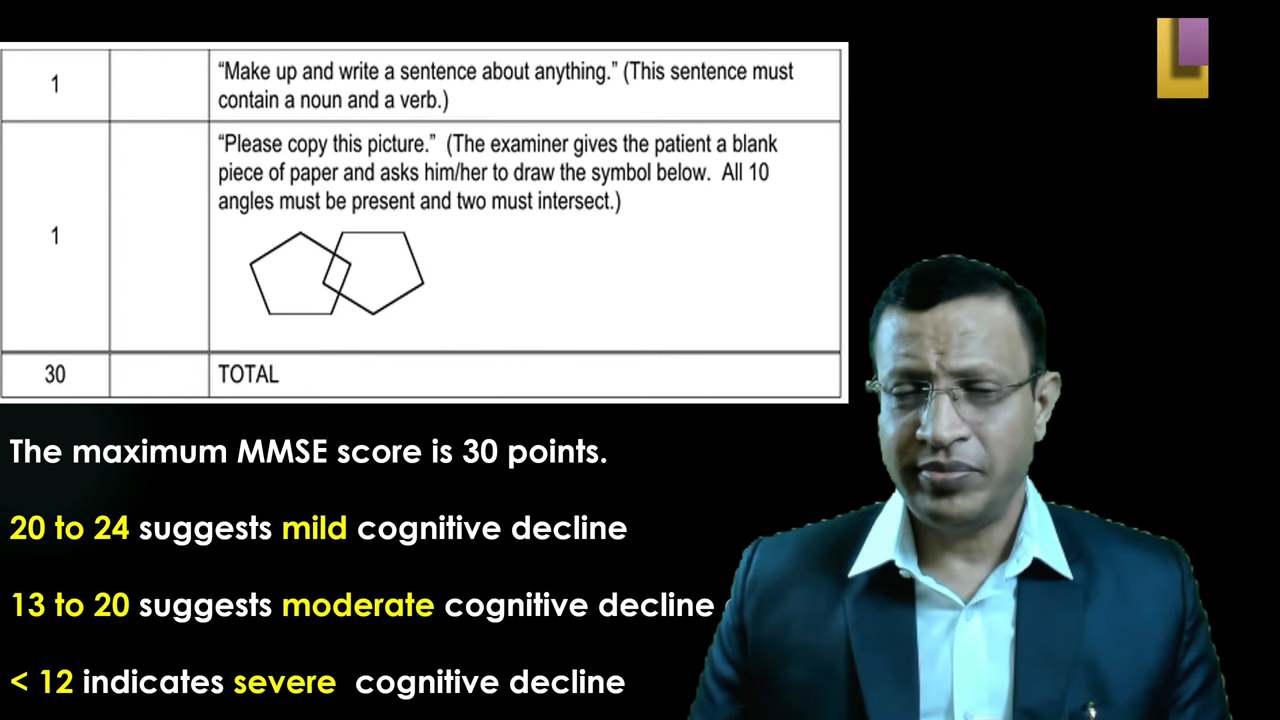 1
“Make up and write a sentence about anything.” (This sentence must
contain a noun and a verb.)
1
“Please copy this picture.” (The examiner gives the patient a blank
piece of paper and asks him/her to draw the symbol below. All 10
angles must be present and two must intersect.)
30
TOTAL
The maximum MMSE score is 30 points.
20 to 24 suggests mild cognitive decline
13 to 20 suggests moderate cognitive decline
< 12 indicates severe cognitive decline